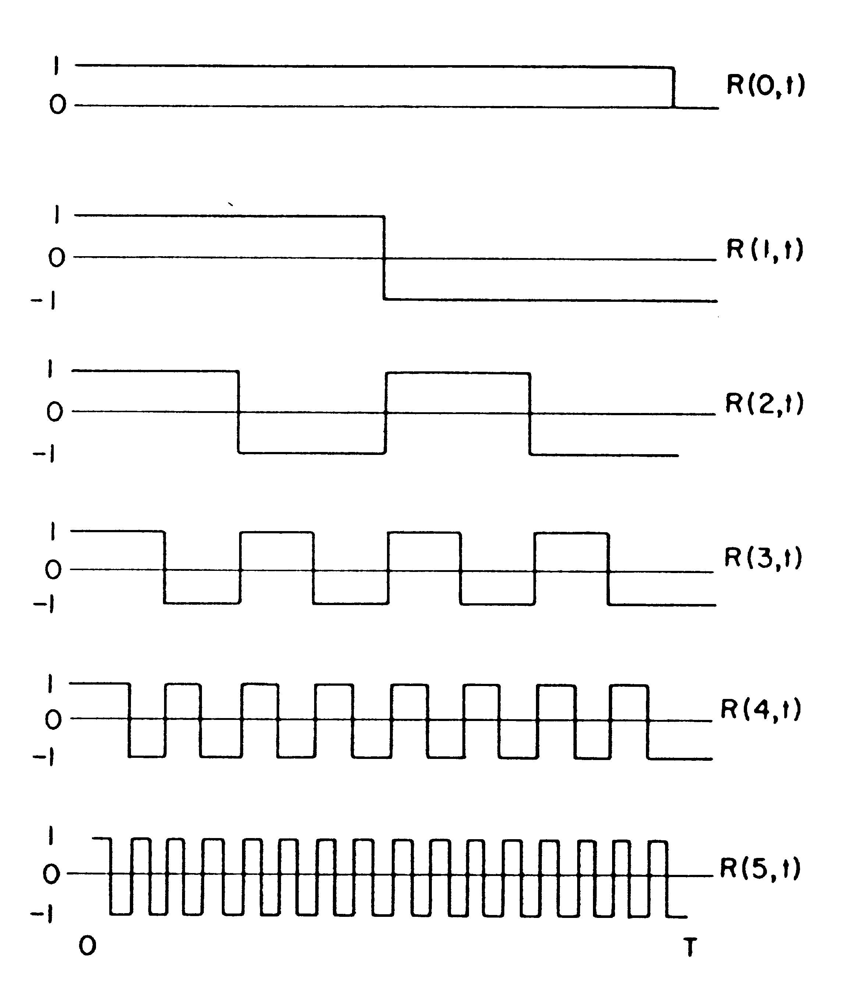 1
0
R(0,t)
1
0
-1
R(1,t)
1
0
-1
R(2,t)
1
0
-1
R(3,t)
1
0
-1
R(4,t)
1
0
-1
R(5,t)
0 T